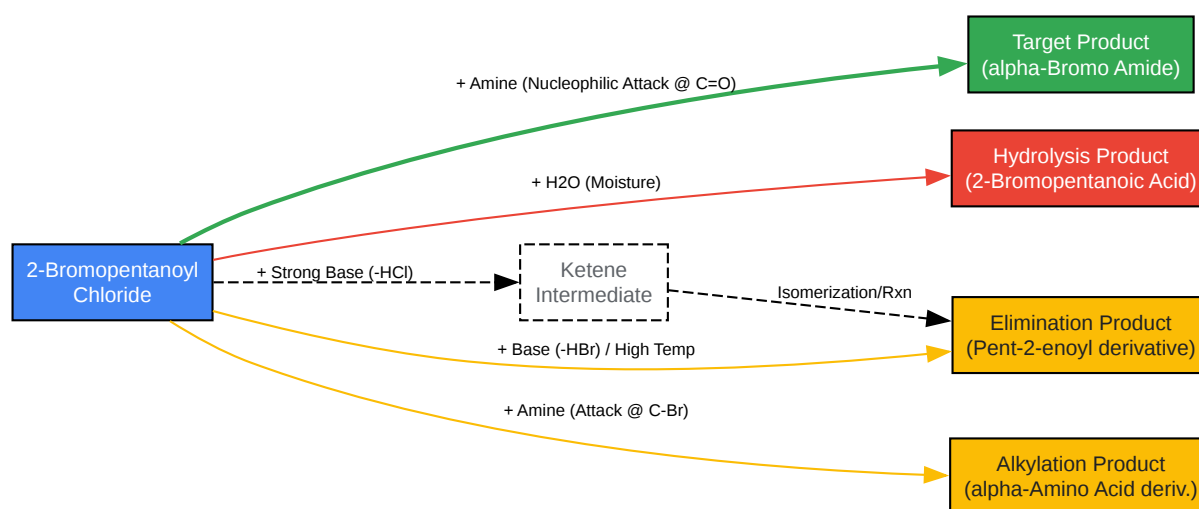 Target Product
(alpha-Bromo Amide)
+ Amine (Nucleophilic Attack @ C=O)
Hydrolysis Product
(2-Bromopentanoic Acid)
+ H2O (Moisture)
2-Bromopentanoyl
Chloride
+ Strong Base (-HCl)
Ketene
Intermediate
Isomerization/Rxn
Elimination Product
(Pent-2-enoyl derivative)
+ Base (-HBr) / High Temp
+ Amine (Attack @ C-Br)
Alkylation Product
(alpha-Amino Acid deriv.)